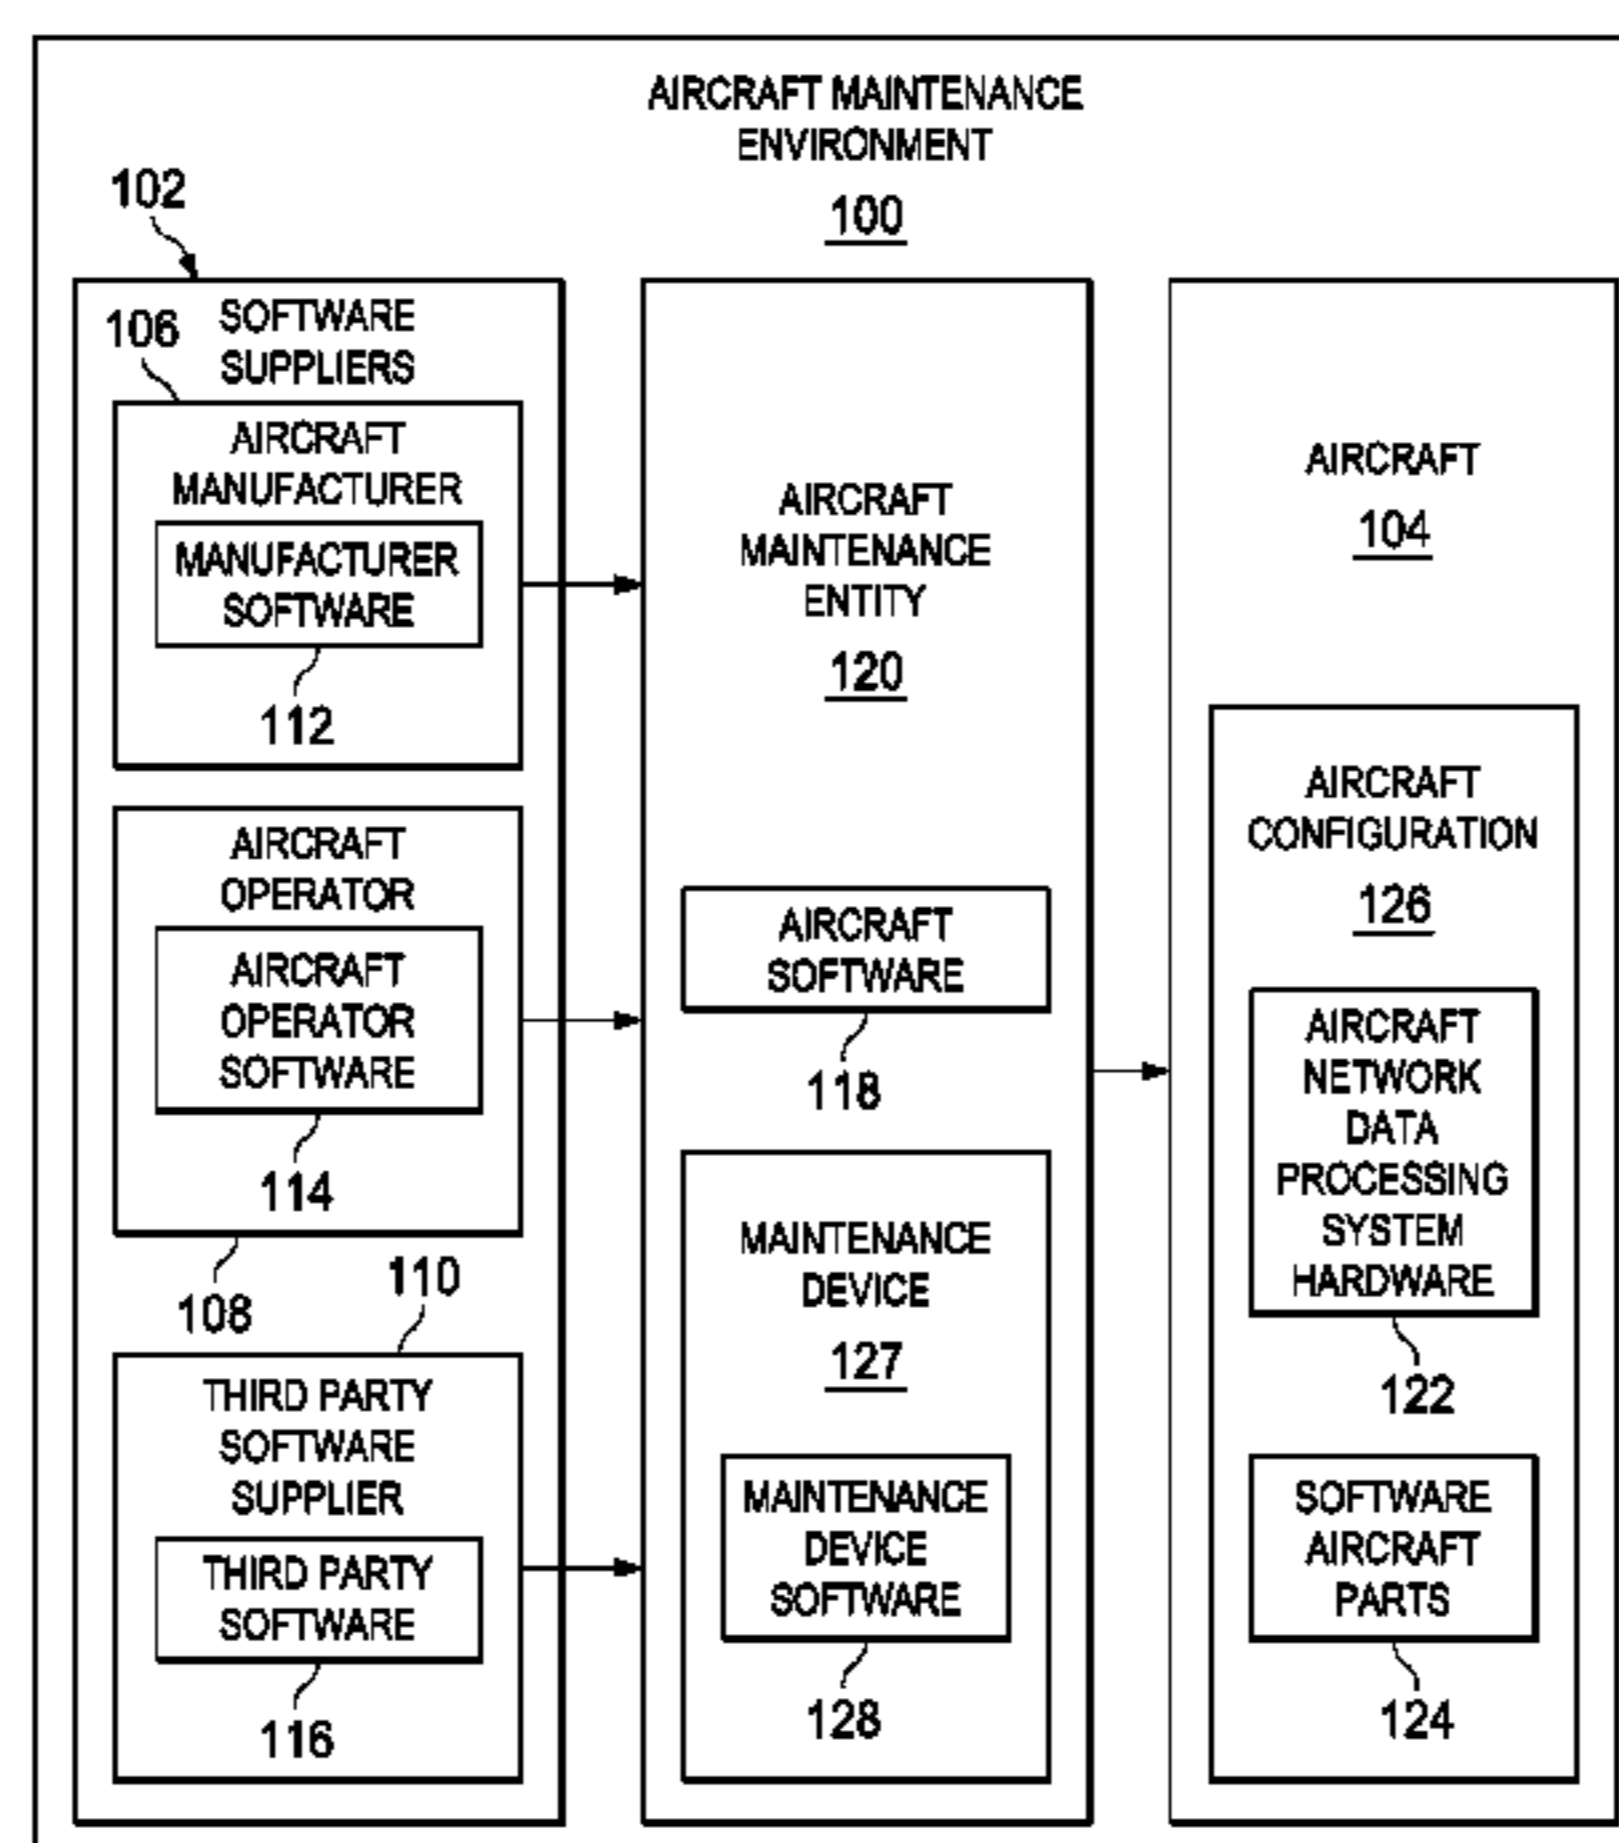 AIRCRAFT MAINTENANCE
ENVIRONMENT
100
102
SOFTWARE
SUPPLIERS
106
AIRCRAFT
MANUFACTURER
MANUFACTURER
SOFTWARE
112
AIRCRAFT
OPERATOR
AIRCRAFT
OPERATOR
SOFTWARE
114
108
110
THIRD PARTY
SOFTWARE
SUPPLIER
THIRD PARTY
SOFTWARE
116
AIRCRAFT
MAINTENANCE
ENTITY
120
AIRCRAFT
SOFTWARE
118
MAINTENANCE
DEVICE
127
MAINTENANCE
DEVICE
SOFTWARE
128
AIRCRAFT
104
AIRCRAFT
CONFIGURATION
126
AIRCRAFT
NETWORK
DATA
PROCESSING
SYSTEM
HARDWARE
122
SOFTWARE
AIRCRAFT
PARTS
124